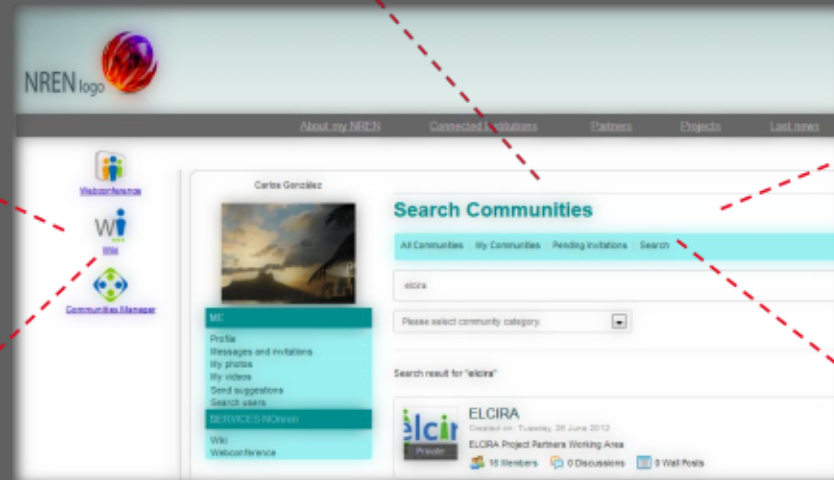 NREN logo
About my NREN Connected Institutions Partners Projects Last news
Webconference
Wiki
Communities Manager
Carlos González
ME
Profile
Messages and invitations
My photos
My videos
Send suggestions
Search users
SERVICES
Wiki
Webconference
Search Communities
All Communities My Communities Pending Invitations Search
elcira
Please select community category.
Search result for "elcira"
elcir
Private
ELCIRA
Created on: Tuesday, 26 June 2012
ELCIRA Project Partners Working Area
16 Members 0 Discussions 9 Wall Posts